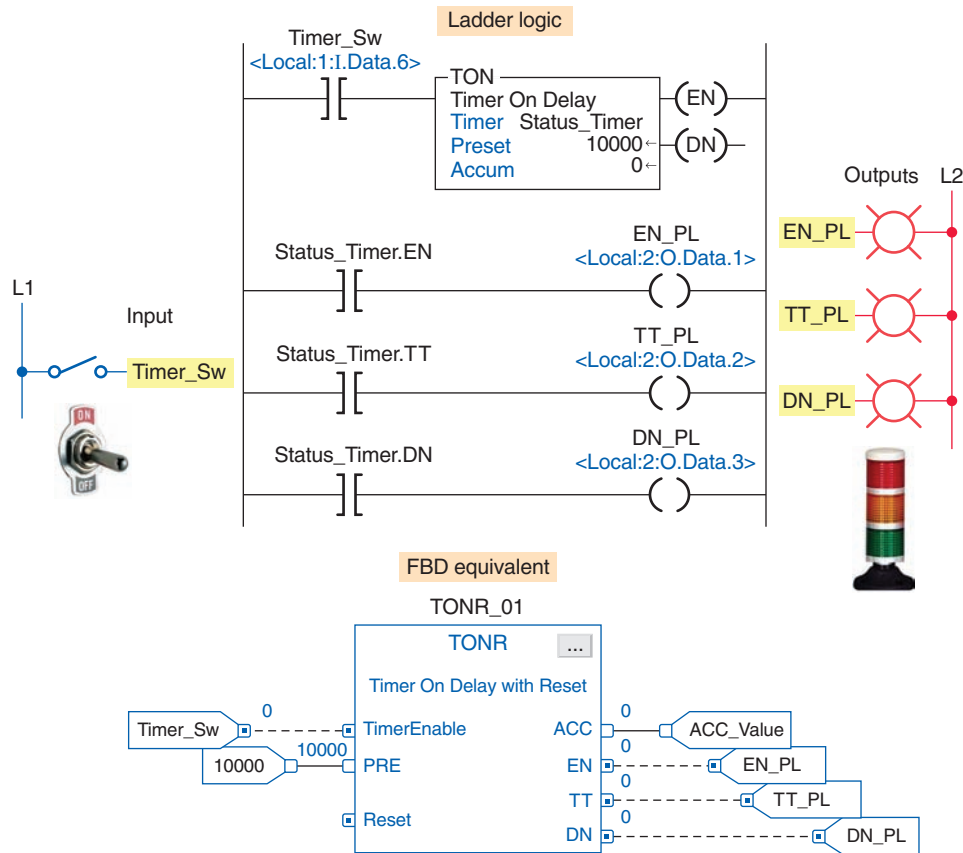 Ladder logic
Timer_Sw
<Local:1:I.Data.6>
TON
Timer On Delay
Timer Status_Timer
Preset 10000
Accum 0
EN
DN
Outputs L2
EN_PL
TT_PL
DN_PL
Status_Timer.EN
EN_PL
<Local:2:O.Data.1>
L1
Input
Timer_Sw
ON
OFF
Status_Timer.TT
TT_PL
<Local:2:O.Data.2>
Status_Timer.DN
DN_PL
<Local:2:O.Data.3>
FBD equivalent
TONR_01
TONR ...
Timer On Delay with Reset
Timer_Sw 0 TimerEnable ACC 0 ACC_Value
10000 10000 PRE EN 0 EN_PL
TT 0 TT_PL
Reset
DN 0 DN_PL